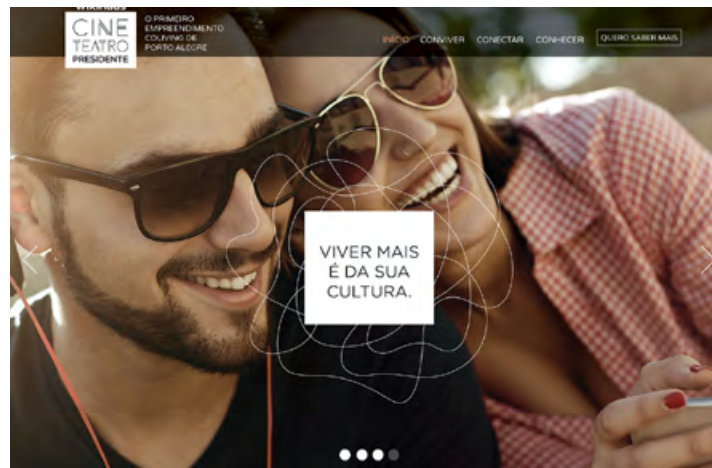 CINE
TEATRO
PRESIDENTE
O PRIMEIRO
EMPREENDIMENTO
COLIVING DE
PORTO ALEGRE
INÍCIO CONVIVER CONECTAR CONHECER QUERO SABER MAIS
VIVER MAIS
É DA SUA
CULTURA.